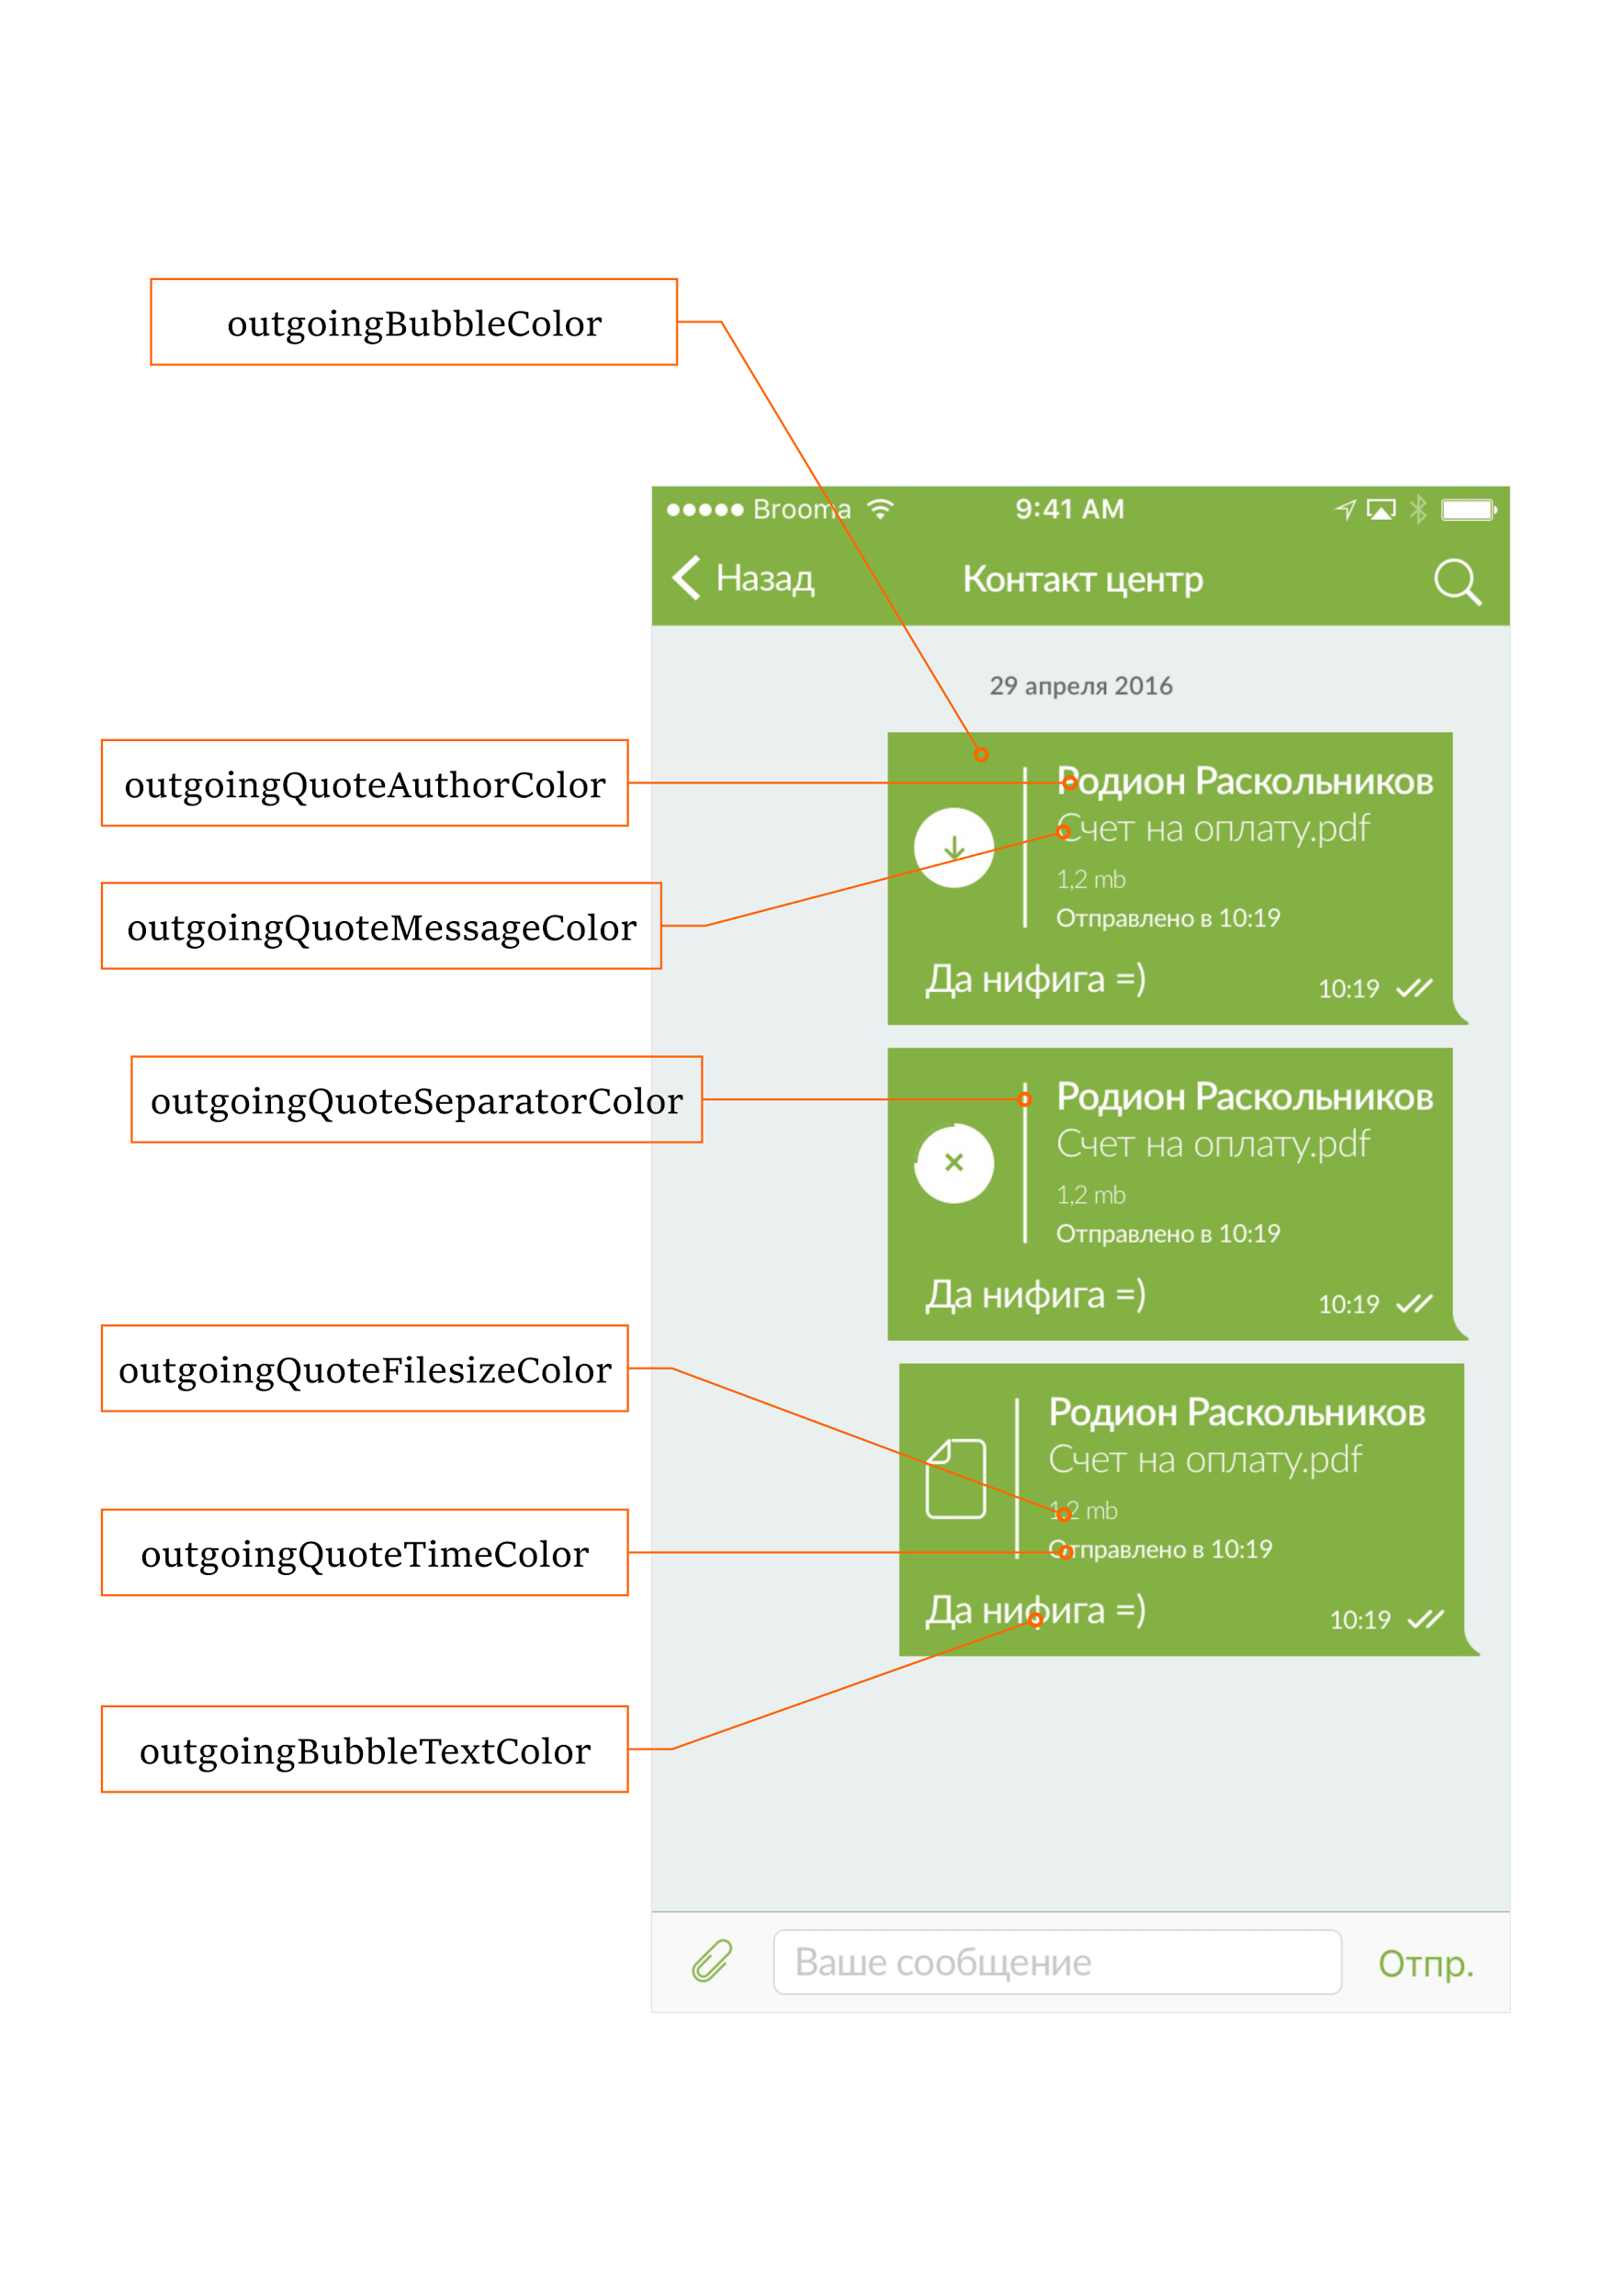 outgoingBubbleColor
Brooma 9:41 AM
Назад Контакт центр
29 апреля 2016
outgoingQuoteAuthorColor
Родион Раскольников
Счет на оплату.pdf
1,2 mb
outgoingQuoteMessageColor
Отправлено в 10:19
Да нифига =) 10:19
outgoingQuoteSeparatorColor
Родион Раскольников
Счет на оплату.pdf
1,2 mb
Отправлено в 10:19
Да нифига =) 10:19
outgoingQuoteFilesizeColor
Родион Раскольников
Счет на оплату.pdf
1,2 mb
outgoingQuoteTimeColor
Отправлено в 10:19
Да нифига =) 10:19
outgoingBubbleTextColor
Ваше сообщение Отпр.